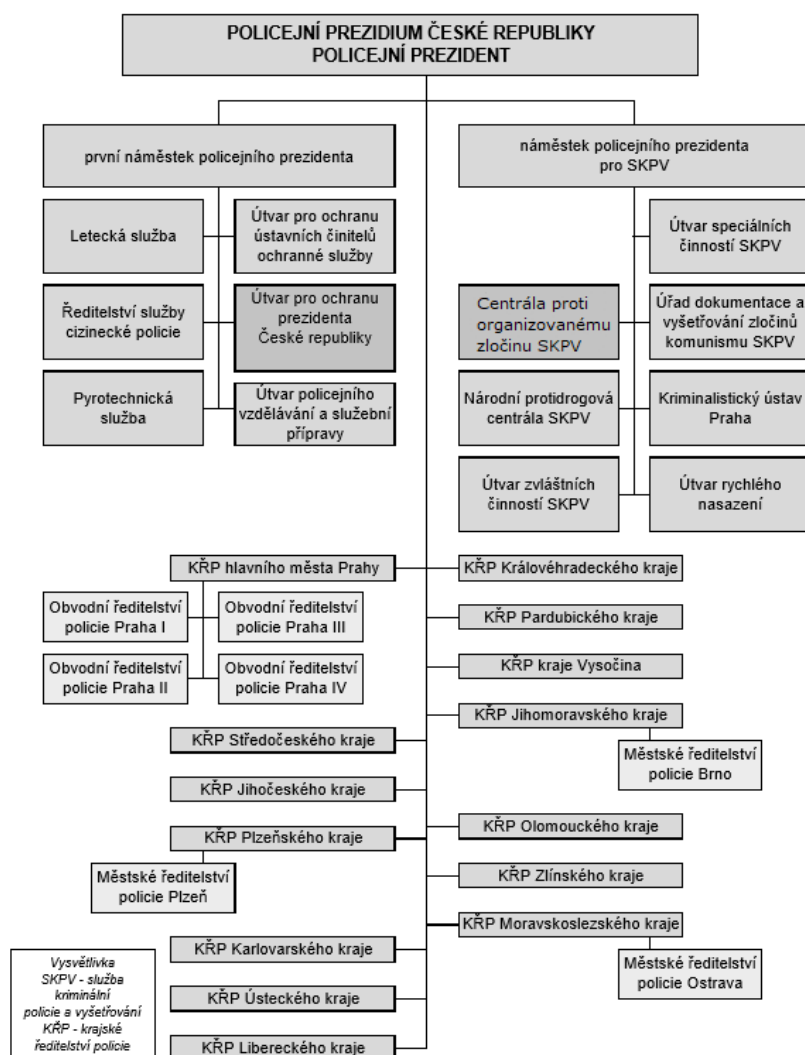 POLICEJNÍ PREZIDIUM ČESKÉ REPUBLIKY
POLICEJNÍ PREZIDENT
první náměstek policejního prezidenta
náměstek policejního prezidenta
pro SKPV
Letecká služba
Útvar pro ochranu
ústavních činitelů
ochranné služby
Útvar speciálních
činností SKPV
Ředitelství služby
cizinecké policie
Útvar pro ochranu
prezidenta
České republiky
Centrála proti
organizovanému
zločinu SKPV
Úřad dokumentace a
vyšetřování zločinů
komunismu SKPV
Pyrotechnická
služba
Útvar policejního
vzdělávání a služební
přípravy
Národní protidrogová
centrála SKPV
Kriminalistický ústav
Praha
Útvar zvláštních
činností SKPV
Útvar rychlého
nasazení
KŘP hlavního města Prahy
KŘP Královéhradeckého kraje
Obvodní ředitelství
policie Praha I
Obvodní ředitelství
policie Praha III
KŘP Pardubického kraje
Obvodní ředitelství
policie Praha II
Obvodní ředitelství
policie Praha IV
KŘP kraje Vysočina
KŘP Jihomoravského kraje
KŘP Středočeského kraje
Městské ředitelství
policie Brno
KŘP Jihočeského kraje
KŘP Olomouckého kraje
KŘP Plzeňského kraje
Městské ředitelství
policie Plzeň
KŘP Zlínského kraje
KŘP Moravskoslezského kraje
KŘP Karlovarského kraje
Městské ředitelství
policie Ostrava
KŘP Ústeckého kraje
KŘP Libereckého kraje
Vysvětlivka
SKPV - služba
kriminální
policie a vyšetřování
KŘP - krajské
ředitelství policie